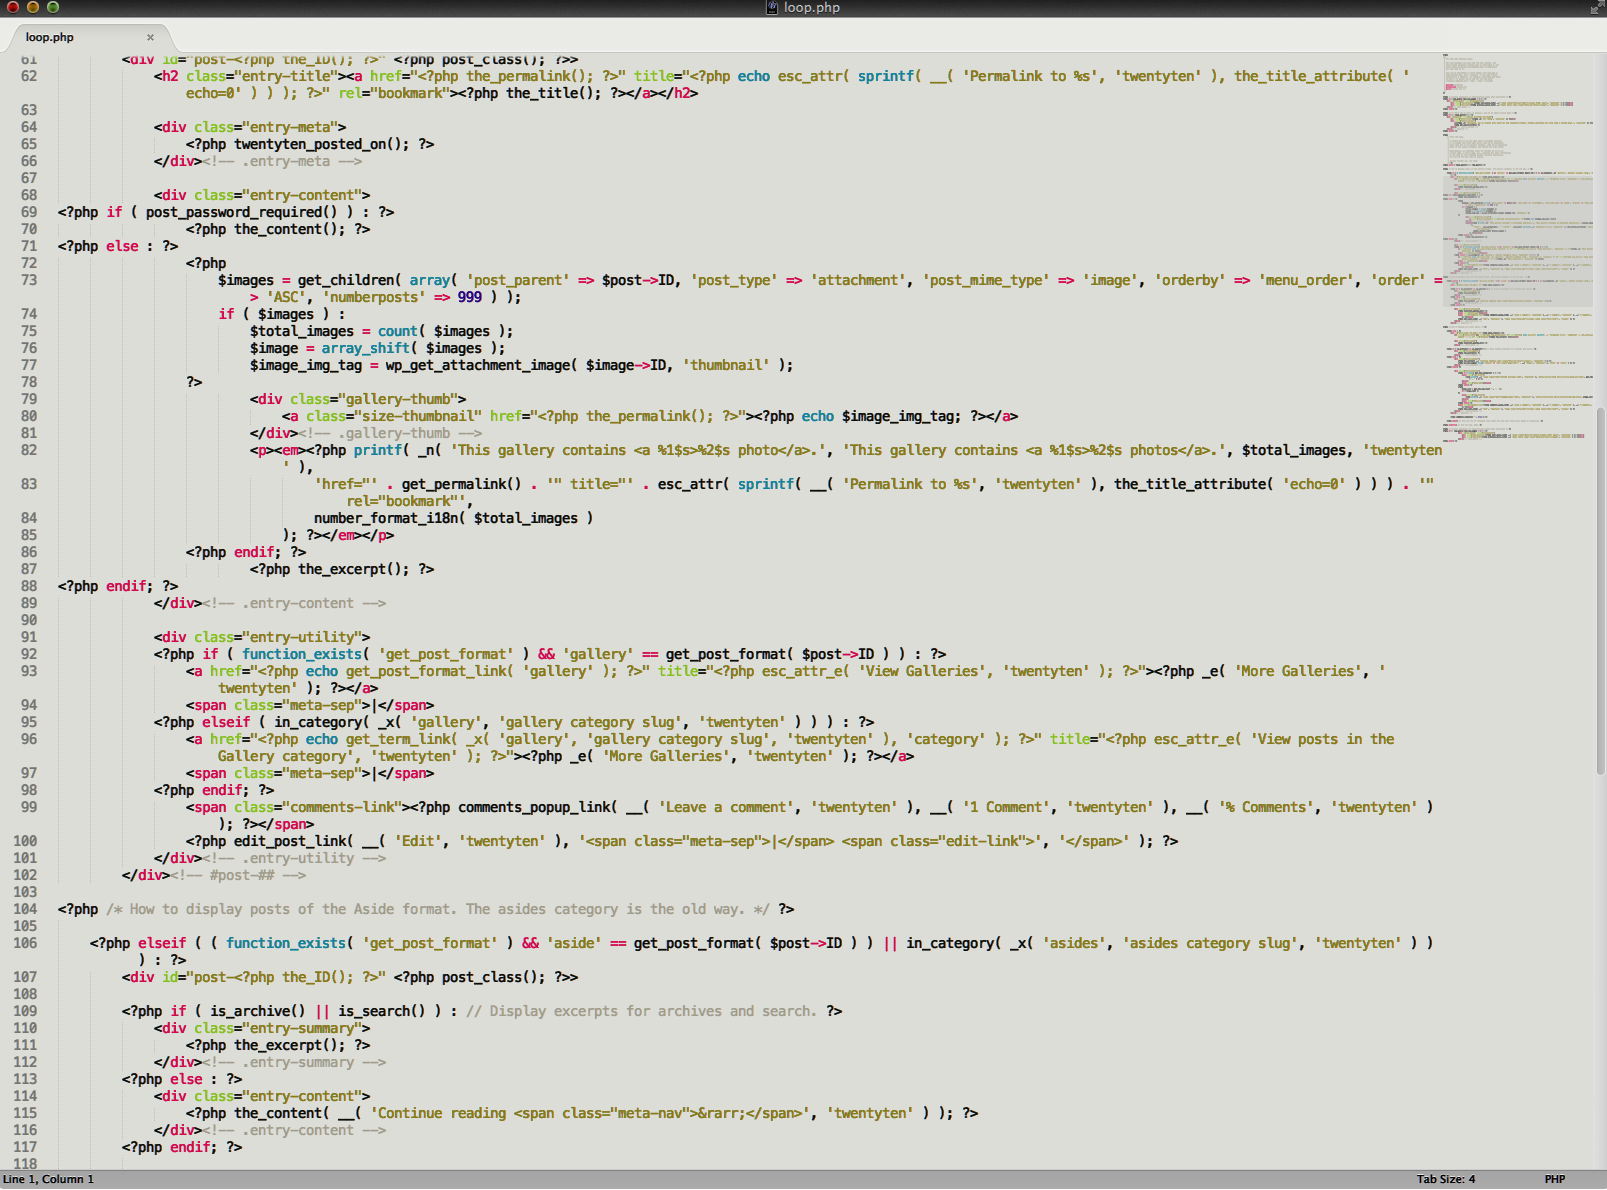 loop.php
loop.php ×
61 <div id="post-<?php the_ID(); ?>" <?php post_class(); ?>>
62 <h2 class="entry-title"><a href="<?php the_permalink(); ?>" title="<?php echo esc_attr( sprintf( __( 'Permalink to %s', 'twentyten' ), the_title_attribute( '
echo=0' ) ) ); ?>" rel="bookmark"><?php the_title(); ?></a></h2>
63
64 <div class="entry-meta">
65 <?php twentyten_posted_on(); ?>
66 </div><!-- .entry-meta -->
67
68 <div class="entry-content">
69 <?php if ( post_password_required() ) : ?>
70 <?php the_content(); ?>
71 <?php else : ?>
72 <?php
73 $images = get_children( array( 'post_parent' => $post->ID, 'post_type' => 'attachment', 'post_mime_type' => 'image', 'orderby' => 'menu_order', 'order' =
> 'ASC', 'numberposts' => 999 ) );
74 if ( $images ) :
75 $total_images = count( $images );
76 $image = array_shift( $images );
77 $image_img_tag = wp_get_attachment_image( $image->ID, 'thumbnail' );
78 ?>
79 <div class="gallery-thumb">
80 <a class="size-thumbnail" href="<?php the_permalink(); ?>"><?php echo $image_img_tag; ?></a>
81 </div><!-- .gallery-thumb -->
82 <p><em><?php printf( _n( 'This gallery contains <a %1$s>%2$s photo</a>.', 'This gallery contains <a %1$s>%2$s photos</a>.', $total_images, 'twentyten
' ),
83 'href="' . get_permalink() . '" title="' . esc_attr( sprintf( __( 'Permalink to %s', 'twentyten' ), the_title_attribute( 'echo=0' ) ) ) . '"
rel="bookmark"',
84 number_format_i18n( $total_images )
85 ); ?></em></p>
86 <?php endif; ?>
87 <?php the_excerpt(); ?>
88 <?php endif; ?>
89 </div><!-- .entry-content -->
90
91 <div class="entry-utility">
92 <?php if ( function_exists( 'get_post_format' ) && 'gallery' == get_post_format( $post->ID ) ) : ?>
93 <a href="<?php echo get_post_format_link( 'gallery' ); ?>" title="<?php esc_attr_e( 'View Galleries', 'twentyten' ); ?>"><?php _e( 'More Galleries', '
twentyten' ); ?></a>
94 <span class="meta-sep">|</span>
95 <?php elseif ( in_category( _x( 'gallery', 'gallery category slug', 'twentyten' ) ) ) : ?>
96 <a href="<?php echo get_term_link( _x( 'gallery', 'gallery category slug', 'twentyten' ), 'category' ); ?>" title="<?php esc_attr_e( 'View posts in the
Gallery category', 'twentyten' ); ?>"><?php _e( 'More Galleries', 'twentyten' ); ?></a>
97 <span class="meta-sep">|</span>
98 <?php endif; ?>
99 <span class="comments-link"><?php comments_popup_link( __( 'Leave a comment', 'twentyten' ), __( '1 Comment', 'twentyten' ), __( '% Comments', 'twentyten' )
); ?></span>
100 <?php edit_post_link( __( 'Edit', 'twentyten' ), '<span class="meta-sep">|</span> <span class="edit-link">', '</span>' ); ?>
101 </div><!-- .entry-utility -->
102 </div><!-- #post-## -->
103
104 <?php /* How to display posts of the Aside format. The asides category is the old way. */ ?>
105
106 <?php elseif ( ( function_exists( 'get_post_format' ) && 'aside' == get_post_format( $post->ID ) ) || in_category( _x( 'asides', 'asides category slug', 'twentyten' ) )
) : ?>
107 <div id="post-<?php the_ID(); ?>" <?php post_class(); ?>>
108
109 <?php if ( is_archive() || is_search() ) : // Display excerpts for archives and search. ?>
110 <div class="entry-summary">
111 <?php the_excerpt(); ?>
112 </div><!-- .entry-summary -->
113 <?php else : ?>
114 <div class="entry-content">
115 <?php the_content( __( 'Continue reading <span class="meta-nav">&rarr;</span>', 'twentyten' ) ); ?>
116 </div><!-- .entry-content -->
117 <?php endif; ?>
118
Line 1, Column 1
Tab Size: 4
PHP